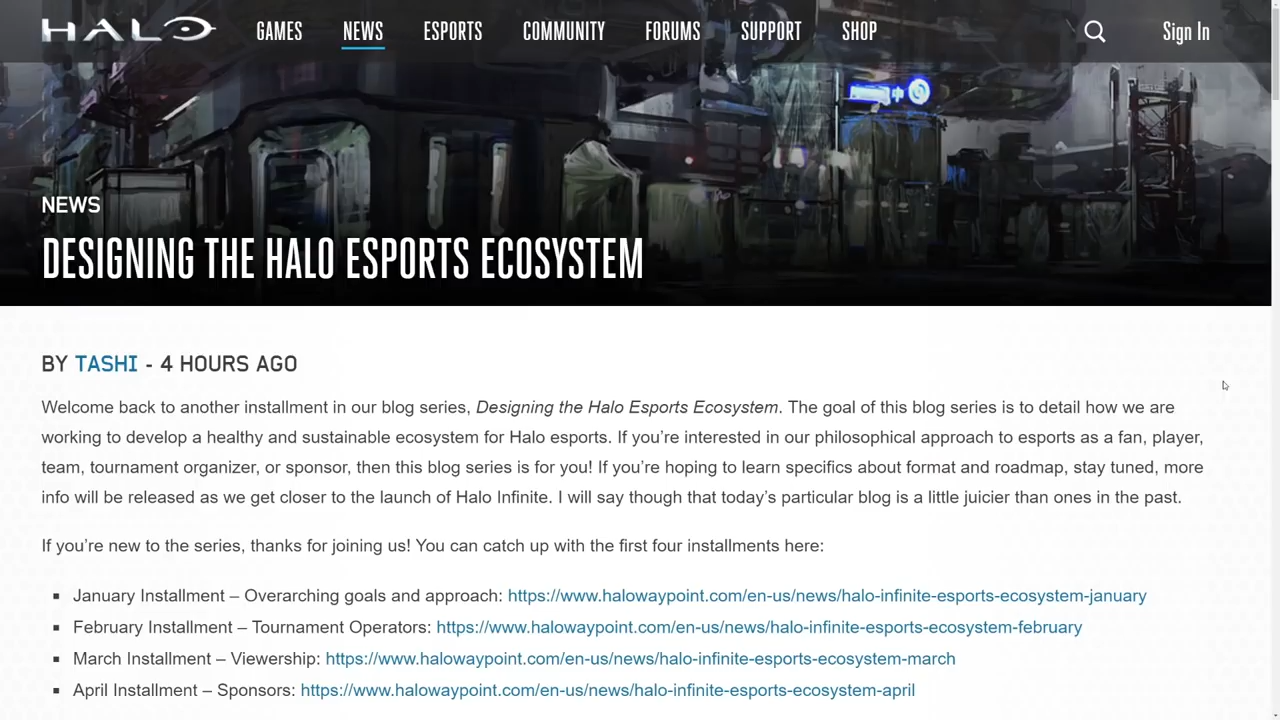 HALO GAMES NEWS ESPORTS COMMUNITY FORUMS SUPPORT SHOP Sign In
NEWS
DESIGNING THE HALO ESPORTS ECOSYSTEM
BY TASHI - 4 HOURS AGO
Welcome back to another installment in our blog series, Designing the Halo Esports Ecosystem. The goal of this blog series is to detail how we are
working to develop a healthy and sustainable ecosystem for Halo esports. If you’re interested in our philosophical approach to esports as a fan, player,
team, tournament organizer, or sponsor, then this blog series is for you! If you’re hoping to learn specifics about format and roadmap, stay tuned, more
info will be released as we get closer to the launch of Halo Infinite. I will say though that today’s particular blog is a little juicier than ones in the past.
If you’re new to the series, thanks for joining us! You can catch up with the first four installments here:
▪ January Installment – Overarching goals and approach: https://www.halowaypoint.com/en-us/news/halo-infinite-esports-ecosystem-january
▪ February Installment – Tournament Operators: https://www.halowaypoint.com/en-us/news/halo-infinite-esports-ecosystem-february
▪ March Installment – Viewership: https://www.halowaypoint.com/en-us/news/halo-infinite-esports-ecosystem-march
▪ April Installment – Sponsors: https://www.halowaypoint.com/en-us/news/halo-infinite-esports-ecosystem-april